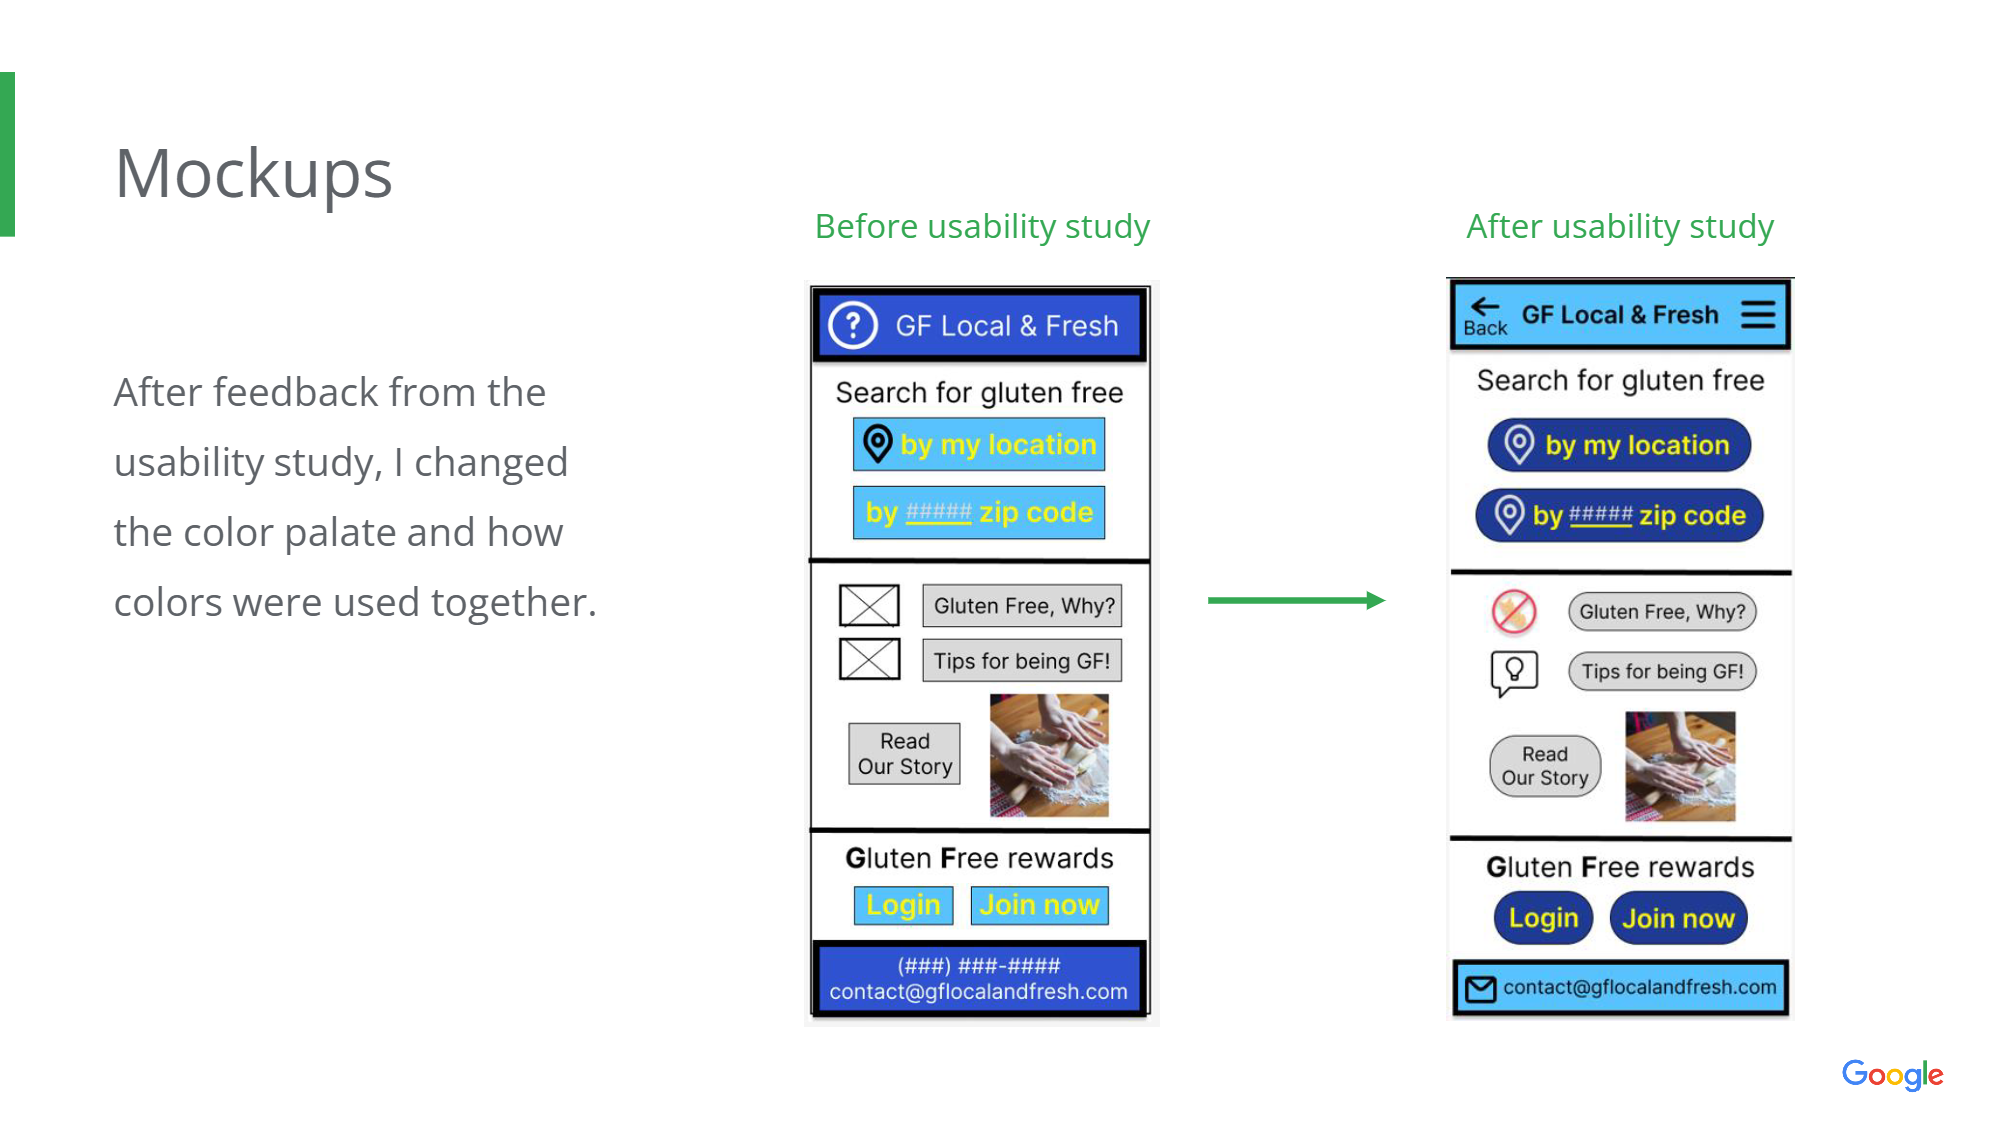 Mockups
After feedback from the
usability study, I changed
the color palate and how
colors were used together.
Before usability study
? GF Local & Fresh
Search for gluten free
by my location
by ##### zip code
Gluten Free, Why?
Tips for being GF!
Read
Our Story
Gluten Free rewards
Login Join now
(###) ###-####
contact@gflocalandfresh.com
After usability study
Back GF Local & Fresh
Search for gluten free
by my location
by ##### zip code
Gluten Free, Why?
Tips for being GF!
Read
Our Story
Gluten Free rewards
Login Join now
contact@gflocalandfresh.com
Google